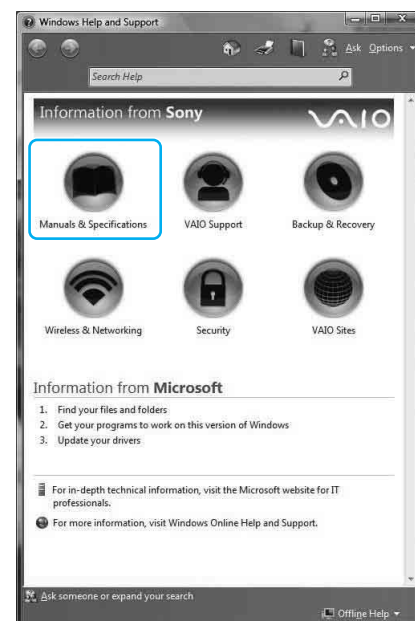 Windows Help and Support
Ask Options
Search Help
Information from Sony
VAIO
Manuals & Specifications
VAIO Support
Backup & Recovery
Wireless & Networking
Security
VAIO Sites
Information from Microsoft
1. Find your files and folders
2. Get your programs to work on this version of Windows
3. Update your drivers
For in-depth technical information, visit the Microsoft website for IT
professionals.
For more information, visit Windows Online Help and Support.
Ask someone or expand your search
Offline Help